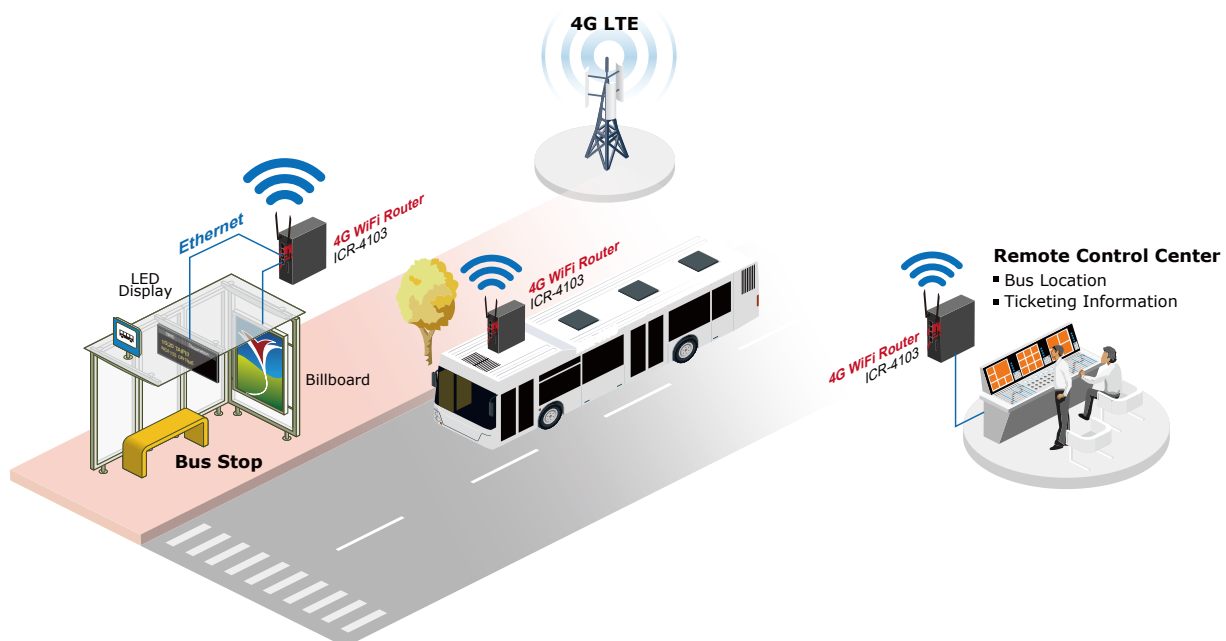 4G LTE
Ethernet
4G WiFi Router
ICR-4103
LED
Display
Billboard
Bus Stop
4G WiFi Router
ICR-4103
4G WiFi Router
ICR-4103
Remote Control Center
▪ Bus Location
▪ Ticketing Information